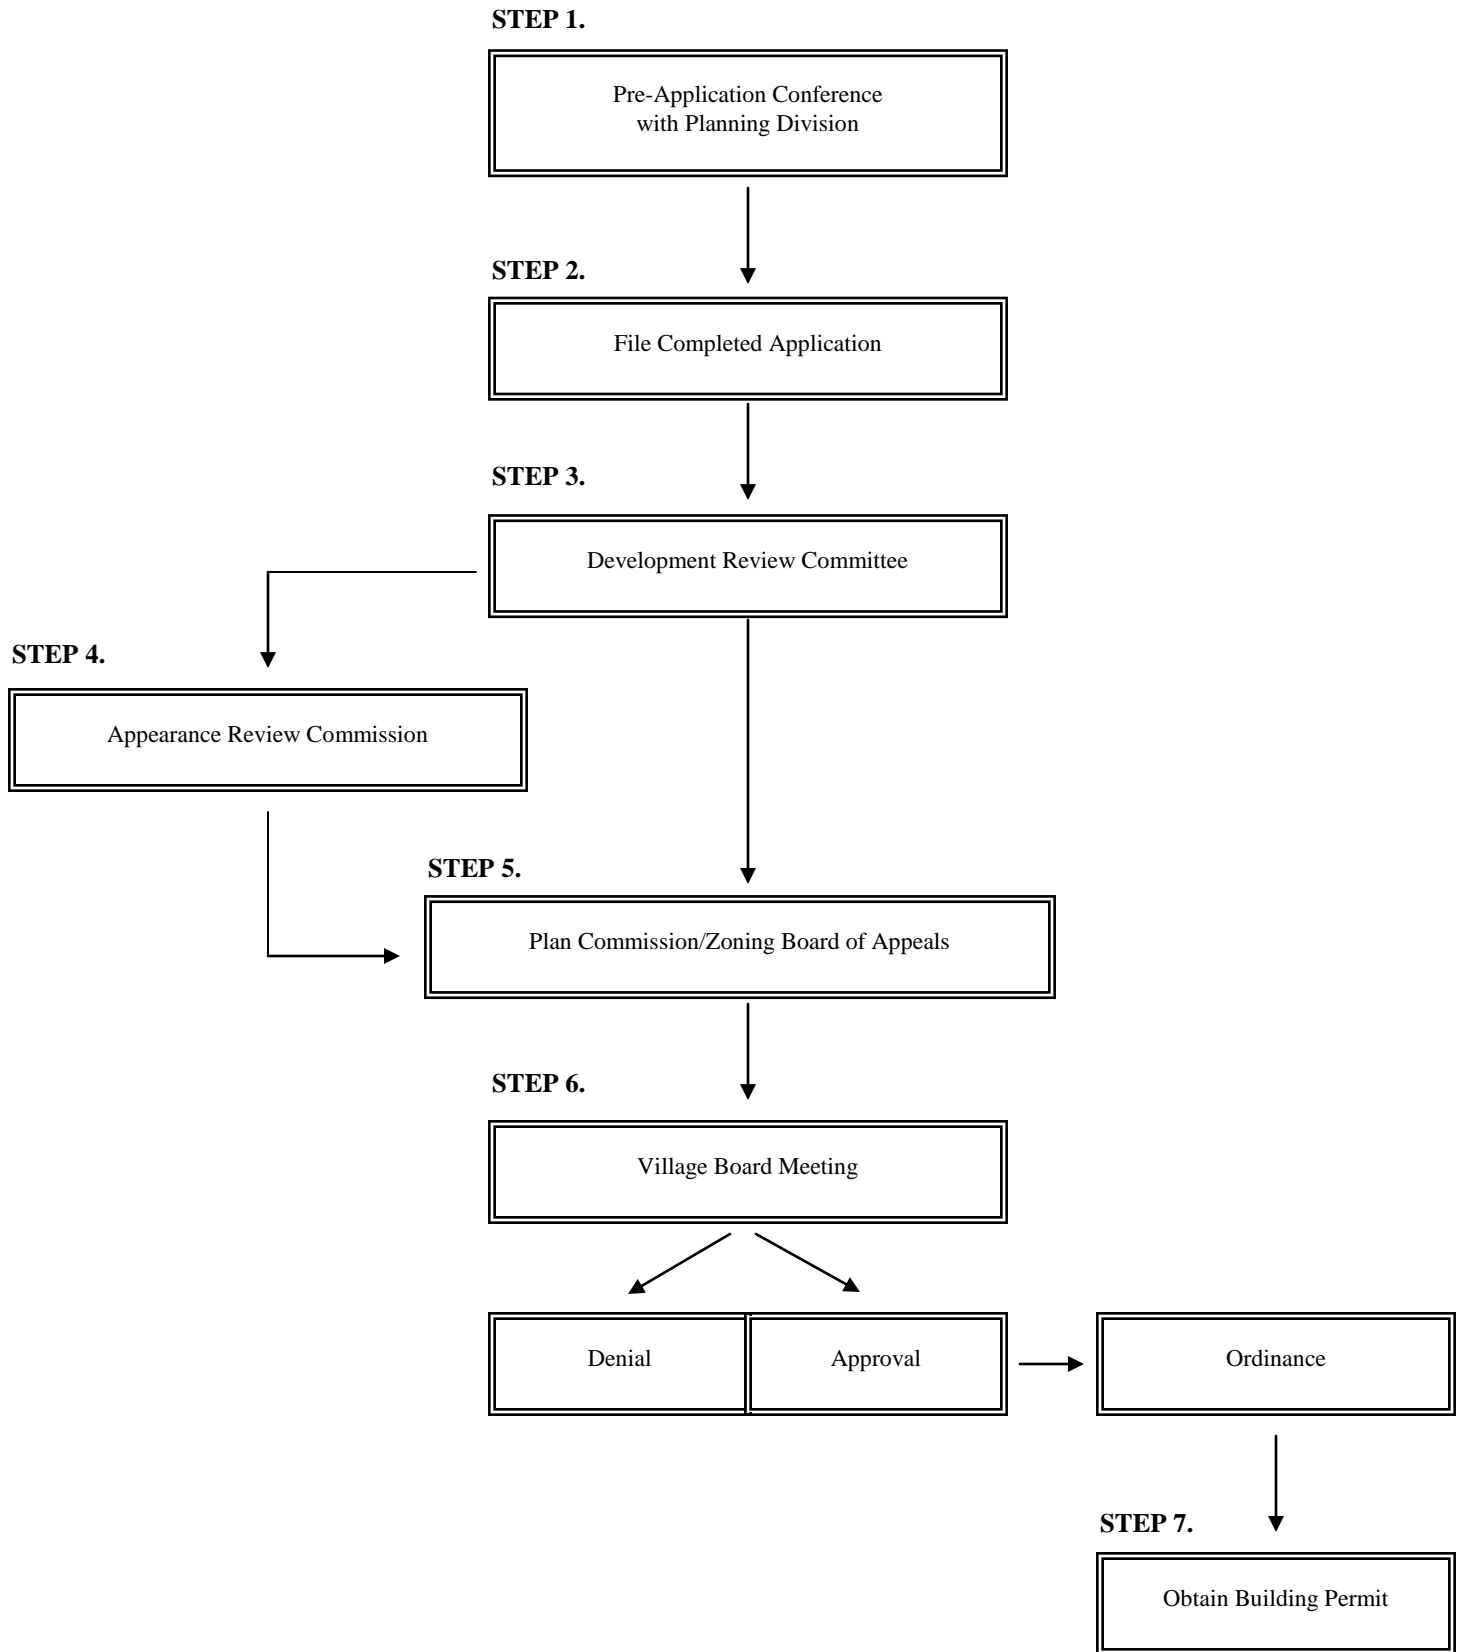 STEP 1.
Pre-Application Conference
with Planning Division
STEP 2.
File Completed Application
STEP 3.
Development Review Committee
STEP 4.
Appearance Review Commission
STEP 5.
Plan Commission/Zoning Board of Appeals
STEP 6.
Village Board Meeting
Denial
Approval
Ordinance
STEP 7.
Obtain Building Permit